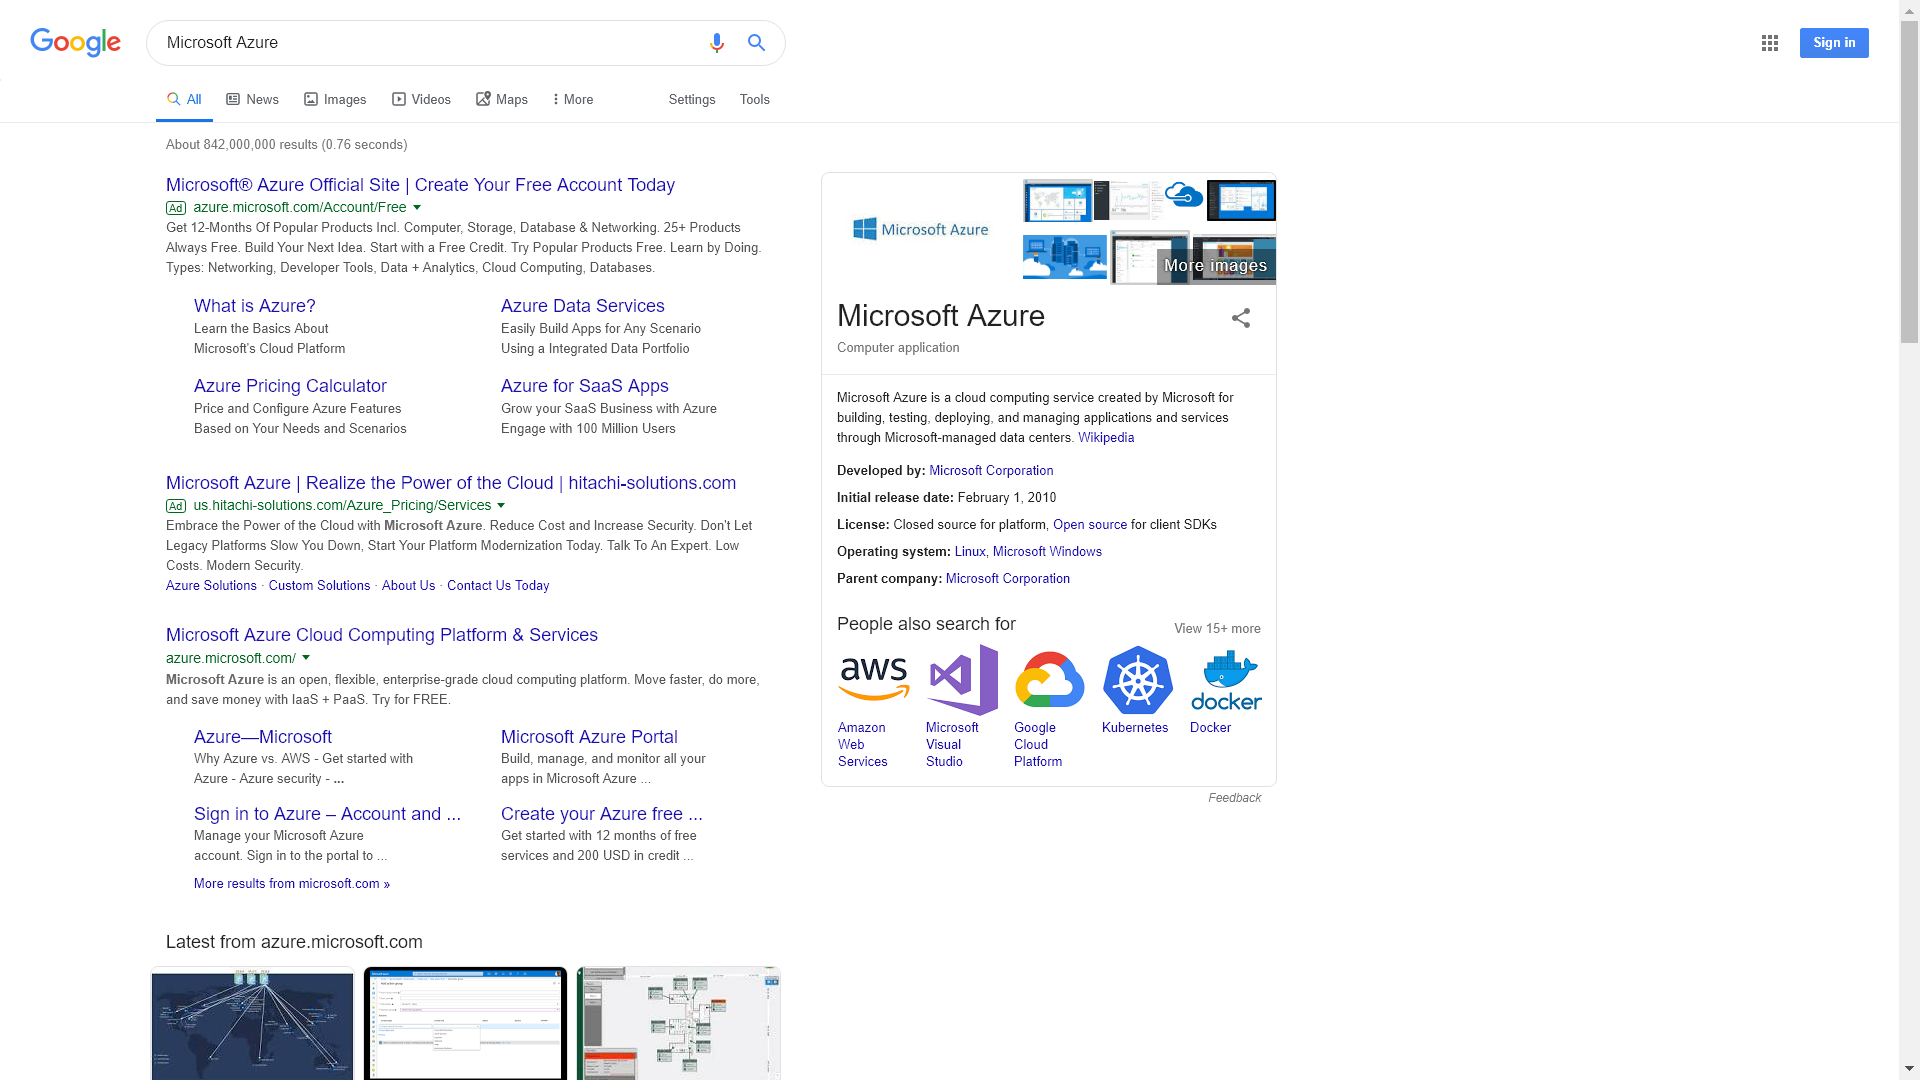 Google
Microsoft Azure
Sign in
All
News
Images
Videos
Maps
More
Settings
Tools
About 842,000,000 results (0.76 seconds)
Microsoft® Azure Official Site | Create Your Free Account Today
Ad azure.microsoft.com/Account/Free
Get 12-Months Of Popular Products Incl. Computer, Storage, Database & Networking. 25+ Products
Always Free. Build Your Next Idea. Start with a Free Credit. Try Popular Products Free. Learn by Doing.
Types: Networking, Developer Tools, Data + Analytics, Cloud Computing, Databases.
What is Azure?
Learn the Basics About
Microsoft's Cloud Platform
Azure Data Services
Easily Build Apps for Any Scenario
Using a Integrated Data Portfolio
Azure Pricing Calculator
Price and Configure Azure Features
Based on Your Needs and Scenarios
Azure for SaaS Apps
Grow your SaaS Business with Azure
Engage with 100 Million Users
Microsoft Azure | Realize the Power of the Cloud | hitachi-solutions.com
Ad us.hitachi-solutions.com/Azure_Pricing/Services
Embrace the Power of the Cloud with Microsoft Azure. Reduce Cost and Increase Security. Don't Let
Legacy Platforms Slow You Down, Start Your Platform Modernization Today. Talk To An Expert. Low
Costs. Modern Security.
Azure Solutions · Custom Solutions · About Us · Contact Us Today
Microsoft Azure Cloud Computing Platform & Services
azure.microsoft.com/
Microsoft Azure is an open, flexible, enterprise-grade cloud computing platform. Move faster, do more,
and save money with IaaS + PaaS. Try for FREE.
Azure—Microsoft
Why Azure vs. AWS - Get started with
Azure - Azure security - ...
Microsoft Azure Portal
Build, manage, and monitor all your
apps in Microsoft Azure ...
Sign in to Azure – Account and ...
Manage your Microsoft Azure
account. Sign in to the portal to ...
Create your Azure free ...
Get started with 12 months of free
services and 200 USD in credit ...
More results from microsoft.com »
Latest from azure.microsoft.com
Microsoft Azure
More images
Microsoft Azure
Computer application
Microsoft Azure is a cloud computing service created by Microsoft for
building, testing, deploying, and managing applications and services
through Microsoft-managed data centers. Wikipedia
Developed by: Microsoft Corporation
Initial release date: February 1, 2010
License: Closed source for platform, Open source for client SDKs
Operating system: Linux, Microsoft Windows
Parent company: Microsoft Corporation
People also search for
View 15+ more
aws
docker
Amazon
Web
Services
Microsoft
Visual
Studio
Google
Cloud
Platform
Kubernetes
Docker
Feedback